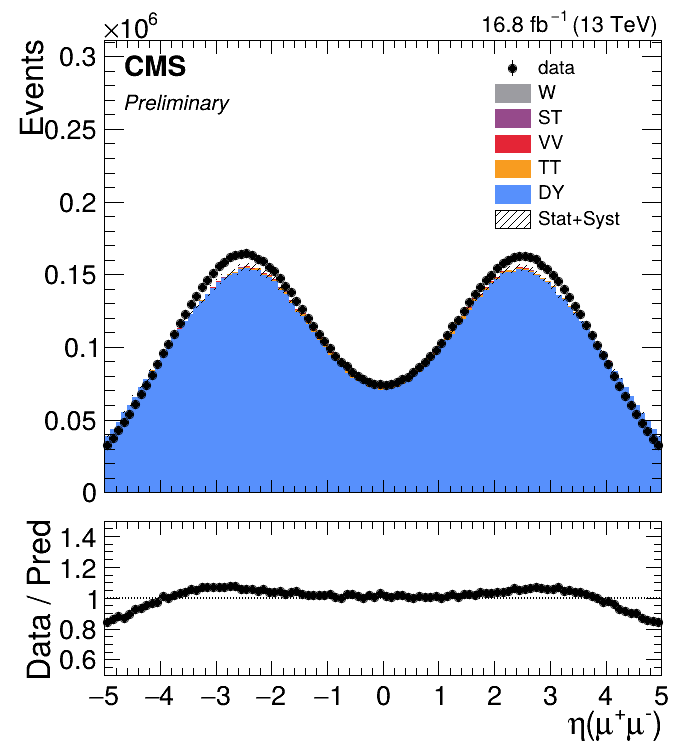 ×10⁶
16.8 fb⁻¹ (13 TeV)
Events
0.3
0.25
0.2
0.15
0.1
0.05
0
CMS
Preliminary
data
W
ST
VV
TT
DY
Stat+Syst
Data / Pred
1.4
1.2
1
0.8
0.6
−5 −4 −3 −2 −1 0 1 2 3 4 5
η(μ⁺μ⁻)